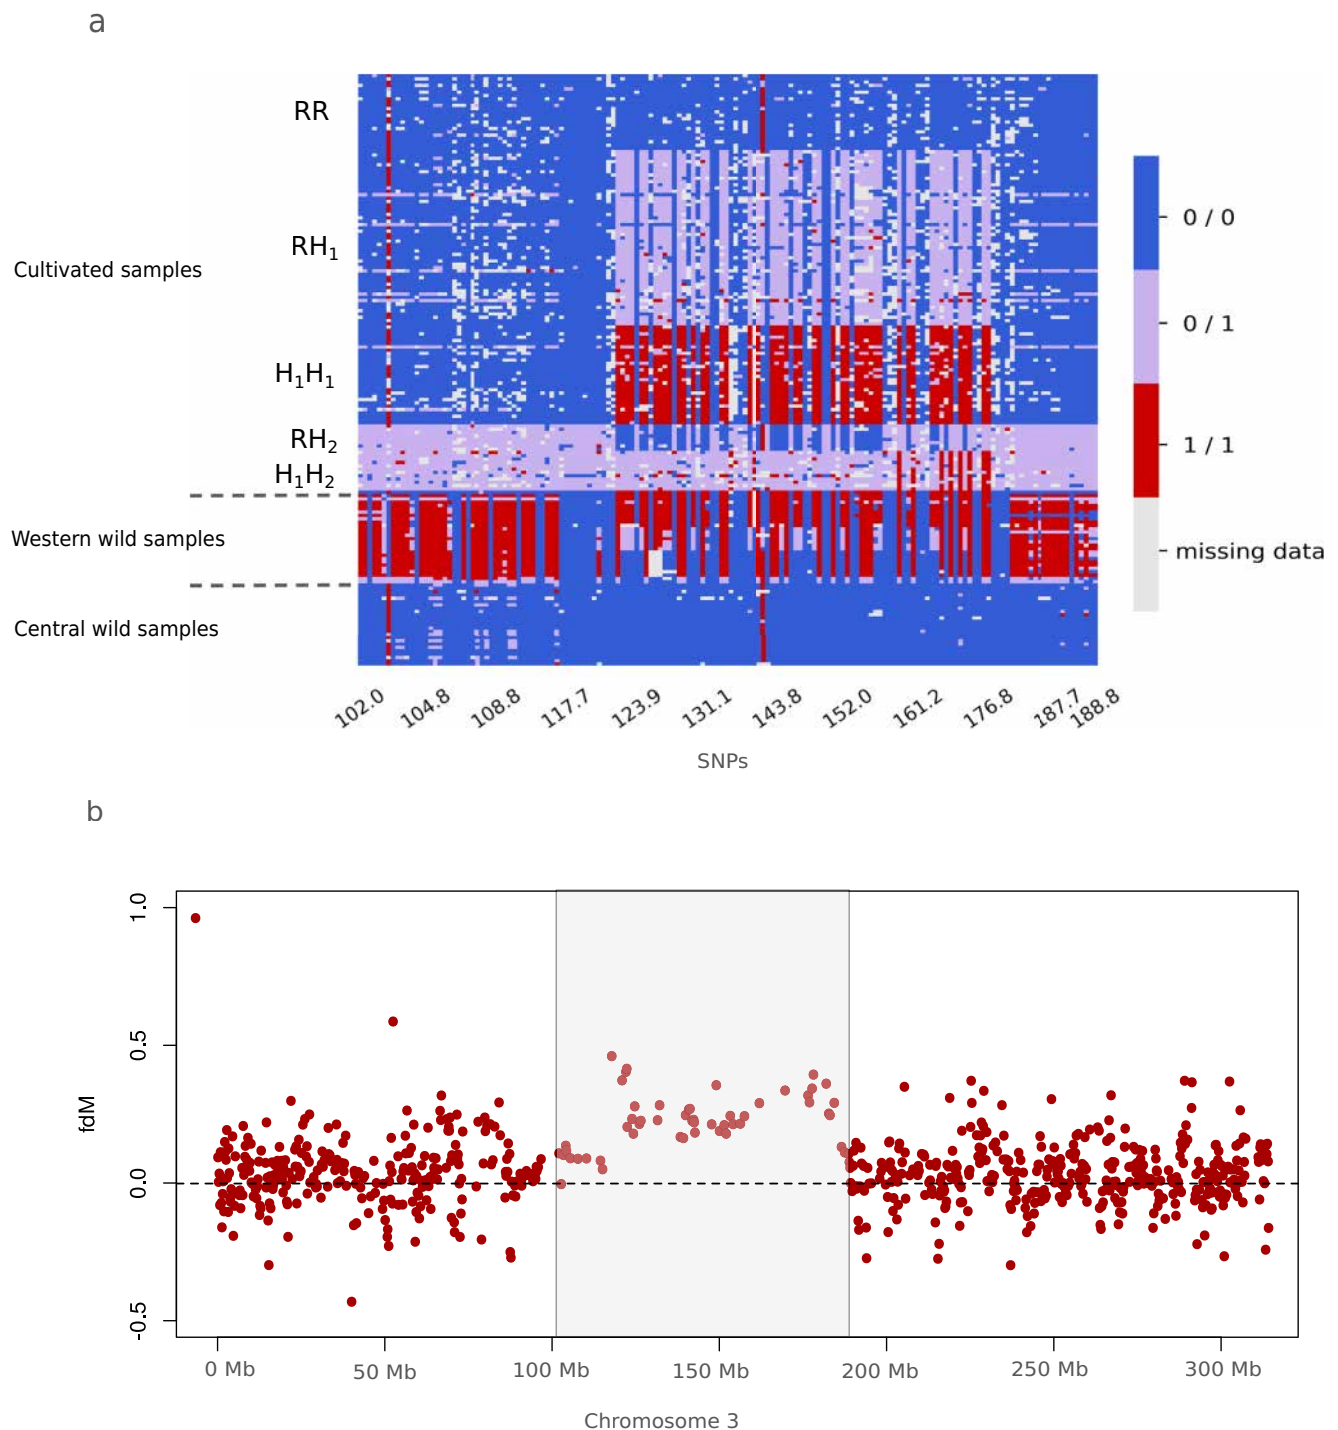 a
RR
RH₁
Cultivated samples
H₁H₁
RH₂
H₁H₂
Western wild samples
Central wild samples
0 / 0
0 / 1
1 / 1
missing data
102.0 104.8 108.8 117.7 123.9 131.1 143.8 152.0 161.2 176.8 187.7 188.8
SNPs
b
1.0
0.5
0.0
-0.5
fdM
0 Mb 50 Mb 100 Mb 150 Mb 200 Mb 250 Mb 300 Mb
Chromosome 3